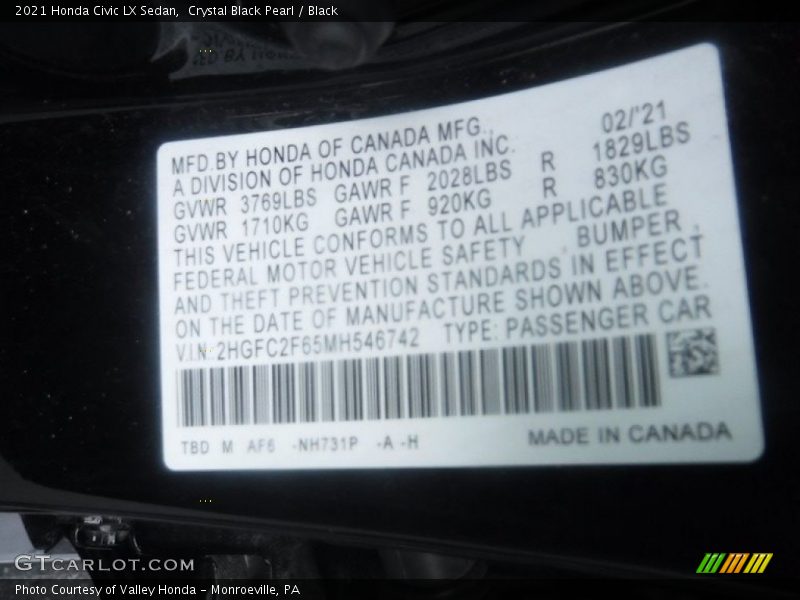 2021 Honda Civic LX Sedan, Crystal Black Pearl / Black
MFD.BY HONDA OF CANADA MFG., 02/'21
A DIVISION OF HONDA CANADA INC.
GVWR 3769LBS GAWR F 2028LBS R 1829LBS
GVWR 1710KG GAWR F 920KG R 830KG
THIS VEHICLE CONFORMS TO ALL APPLICABLE
FEDERAL MOTOR VEHICLE SAFETY BUMPER,
AND THEFT PREVENTION STANDARDS IN EFFECT
ON THE DATE OF MANUFACTURE SHOWN ABOVE.
V.I.N:2HGFC2F65MH546742 TYPE: PASSENGER CAR
TBD M AF6 -NH731P -A -H MADE IN CANADA
GTCARLOT.COM
Photo Courtesy of Valley Honda - Monroeville, PA